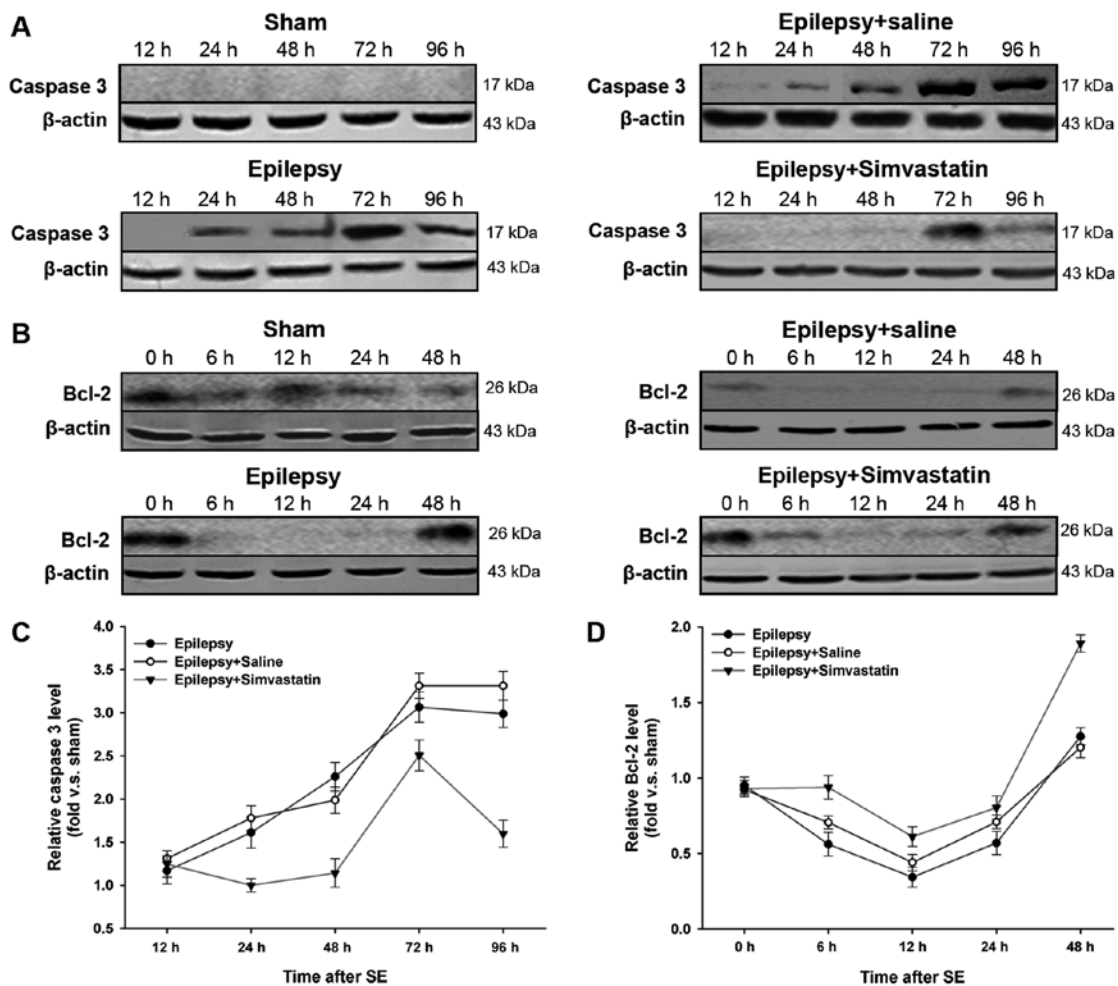 A
Sham
12 h 24 h 48 h 72 h 96 h
Caspase 3 17 kDa
β-actin 43 kDa
Epilepsy+saline
12 h 24 h 48 h 72 h 96 h
Caspase 3 17 kDa
β-actin 43 kDa
Epilepsy
12 h 24 h 48 h 72 h 96 h
Caspase 3 17 kDa
β-actin 43 kDa
Epilepsy+Simvastatin
12 h 24 h 48 h 72 h 96 h
Caspase 3 17 kDa
β-actin 43 kDa
B
Sham
0 h 6 h 12 h 24 h 48 h
Bcl-2 26 kDa
β-actin 43 kDa
Epilepsy+saline
0 h 6 h 12 h 24 h 48 h
Bcl-2 26 kDa
β-actin 43 kDa
Epilepsy
0 h 6 h 12 h 24 h 48 h
Bcl-2 26 kDa
β-actin 43 kDa
Epilepsy+Simvastatin
0 h 6 h 12 h 24 h 48 h
Bcl-2 26 kDa
β-actin 43 kDa
C
Relative caspase 3 level
(fold v.s. sham)
4.0
3.5
3.0
2.5
2.0
1.5
1.0
0.5
Epilepsy
Epilepsy+Saline
Epilepsy+Simvastatin
12 h 24 h 48 h 72 h 96 h
Time after SE
D
Relative Bcl-2 level
(fold v.s. sham)
2.0
1.5
1.0
0.5
0.0
Epilepsy
Epilepsy+Saline
Epilepsy+Simvastatin
0 h 6 h 12 h 24 h 48 h
Time after SE